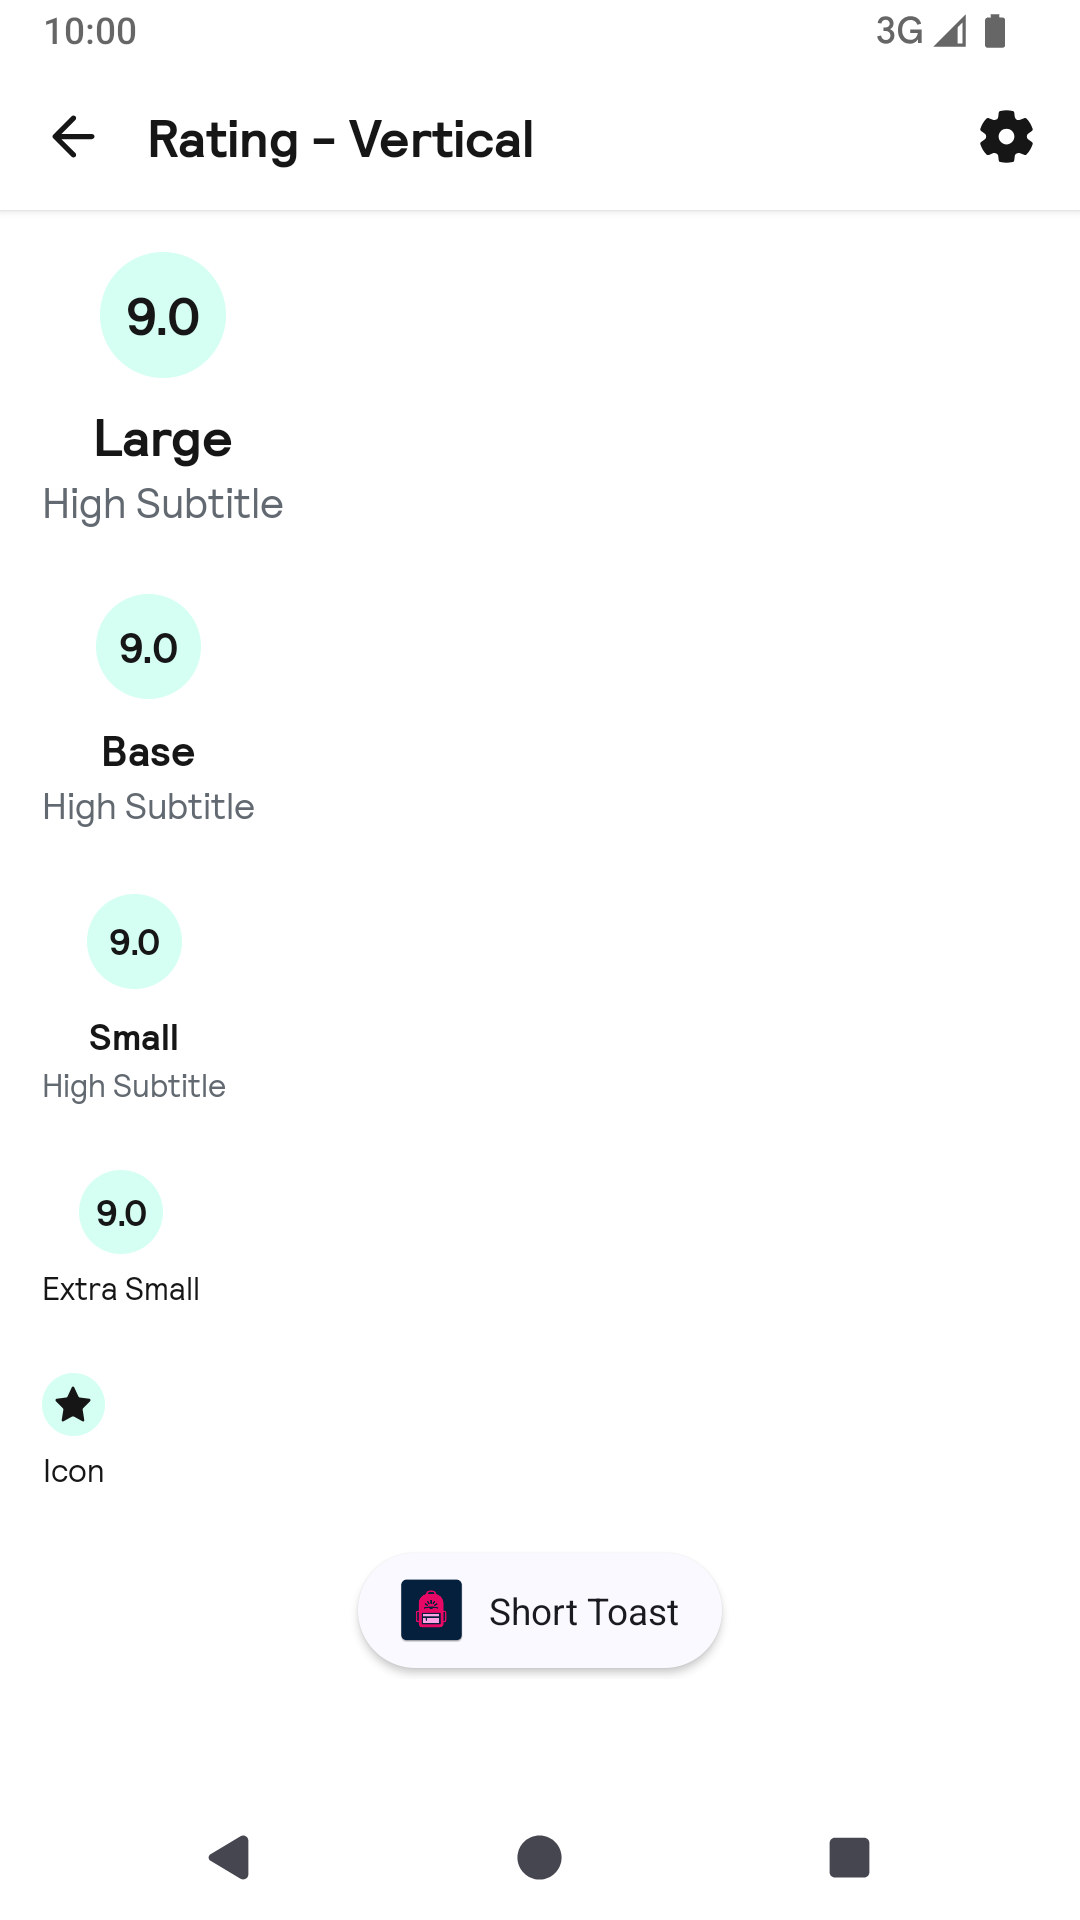 10:00 3G
Rating – Vertical
9.0
Large
High Subtitle
9.0
Base
High Subtitle
9.0
Small
High Subtitle
9.0
Extra Small
Icon
Short Toast